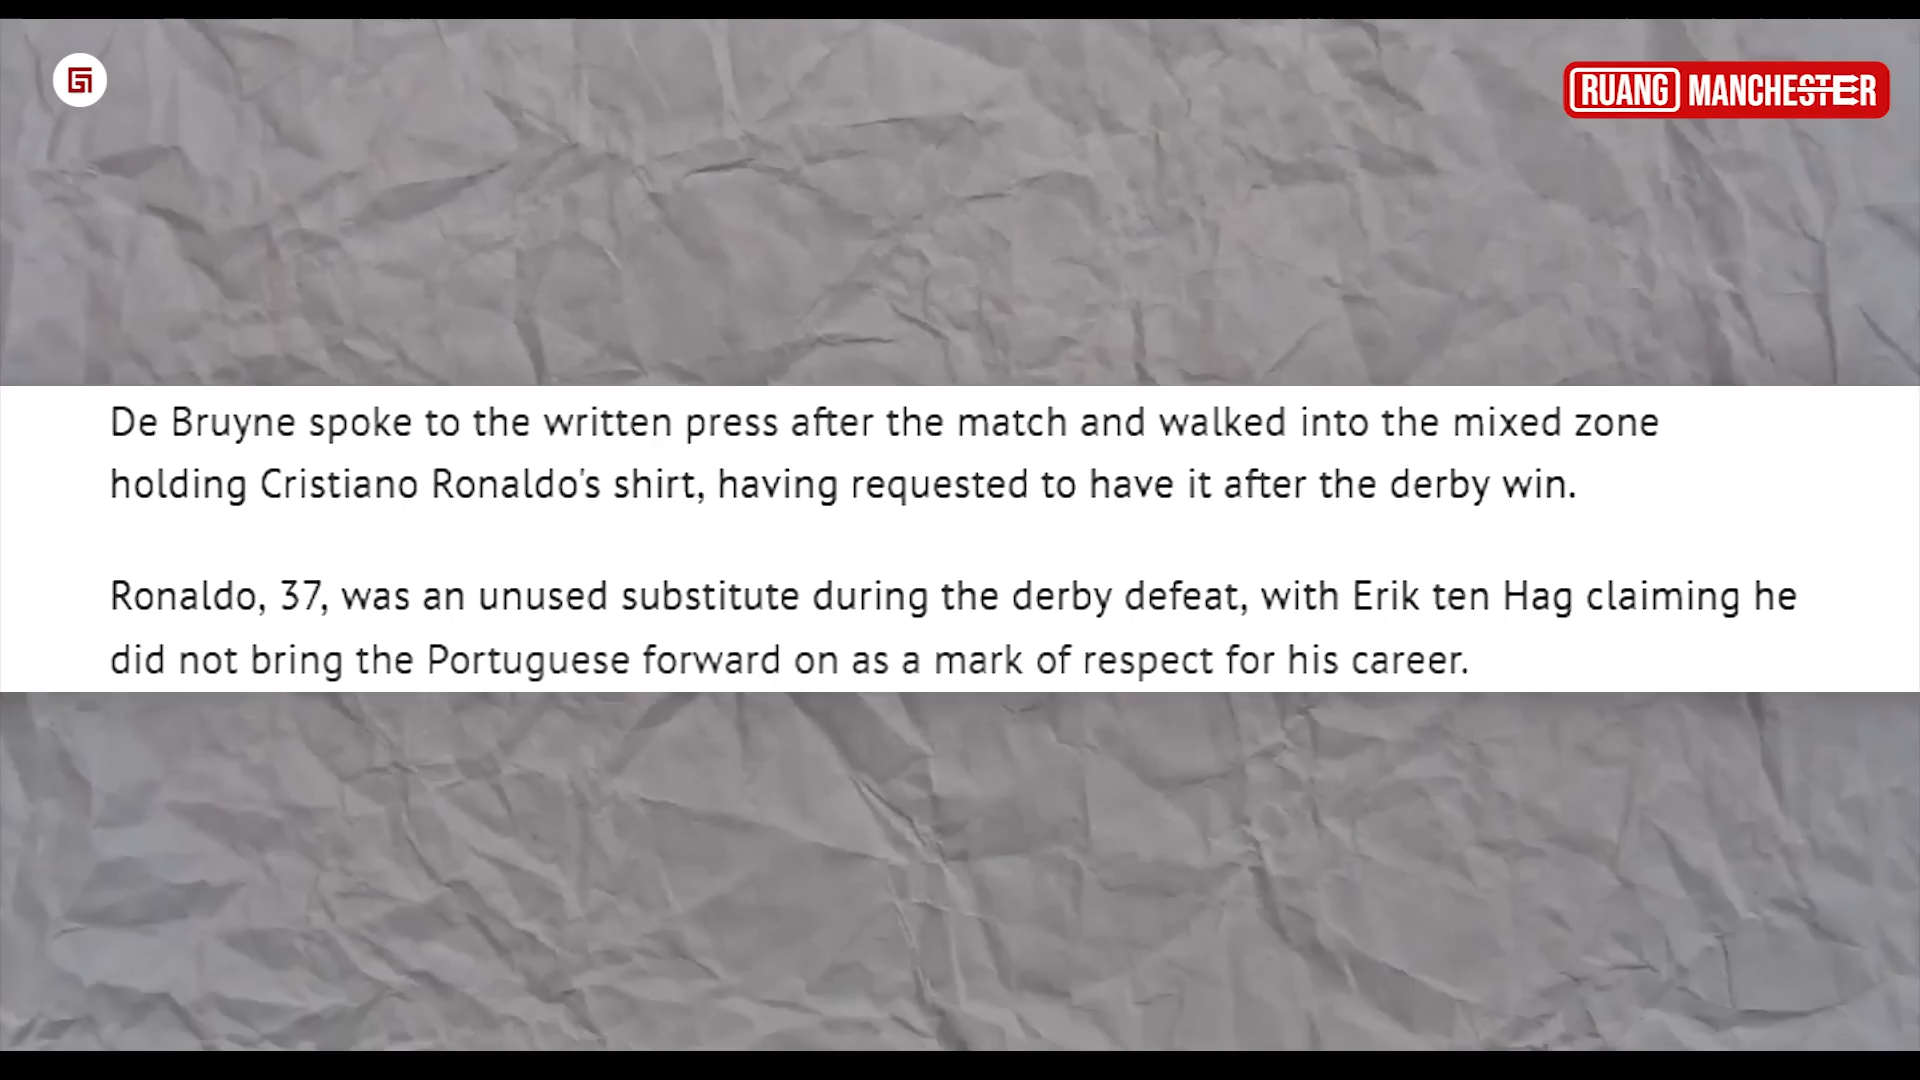 RUANG MANCHESTER
De Bruyne spoke to the written press after the match and walked into the mixed zone
holding Cristiano Ronaldo's shirt, having requested to have it after the derby win.
Ronaldo, 37, was an unused substitute during the derby defeat, with Erik ten Hag claiming he
did not bring the Portuguese forward on as a mark of respect for his career.